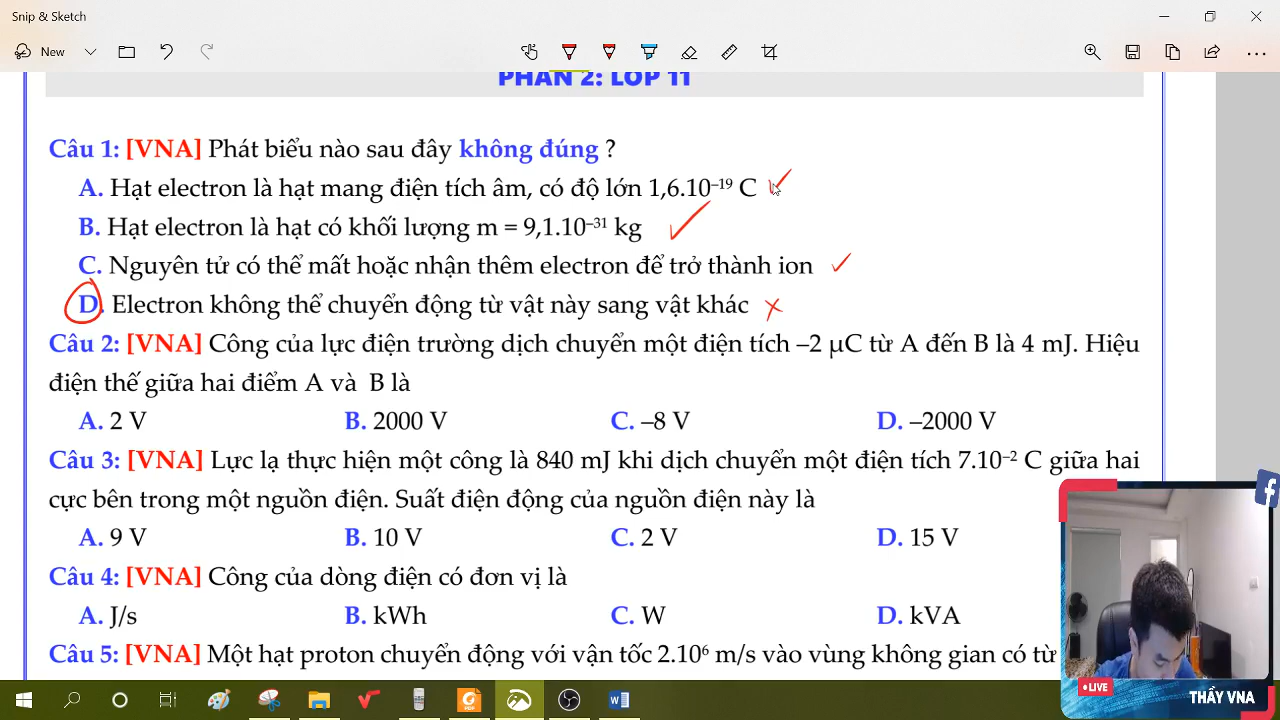 Snip & Sketch
New
PHẦN 2: LỚP 11
Câu 1: [VNA] Phát biểu nào sau đây không đúng ?
A. Hạt electron là hạt mang điện tích âm, có độ lớn 1,6.10⁻¹⁹ C
B. Hạt electron là hạt có khối lượng m = 9,1.10⁻³¹ kg
C. Nguyên tử có thể mất hoặc nhận thêm electron để trở thành ion
D. Electron không thể chuyển động từ vật này sang vật khác
Câu 2: [VNA] Công của lực điện trường dịch chuyển một điện tích –2 μC từ A đến B là 4 mJ. Hiệu
điện thế giữa hai điểm A và B là
A. 2 V B. 2000 V C. –8 V D. –2000 V
Câu 3: [VNA] Lực lạ thực hiện một công là 840 mJ khi dịch chuyển một điện tích 7.10⁻² C giữa hai
cực bên trong một nguồn điện. Suất điện động của nguồn điện này là
A. 9 V B. 10 V C. 2 V D. 15 V
Câu 4: [VNA] Công của dòng điện có đơn vị là
A. J/s B. kWh C. W D. kVA
Câu 5: [VNA] Một hạt proton chuyển động với vận tốc 2.10⁶ m/s vào vùng không gian có từ
LIVE
THẦY VNA